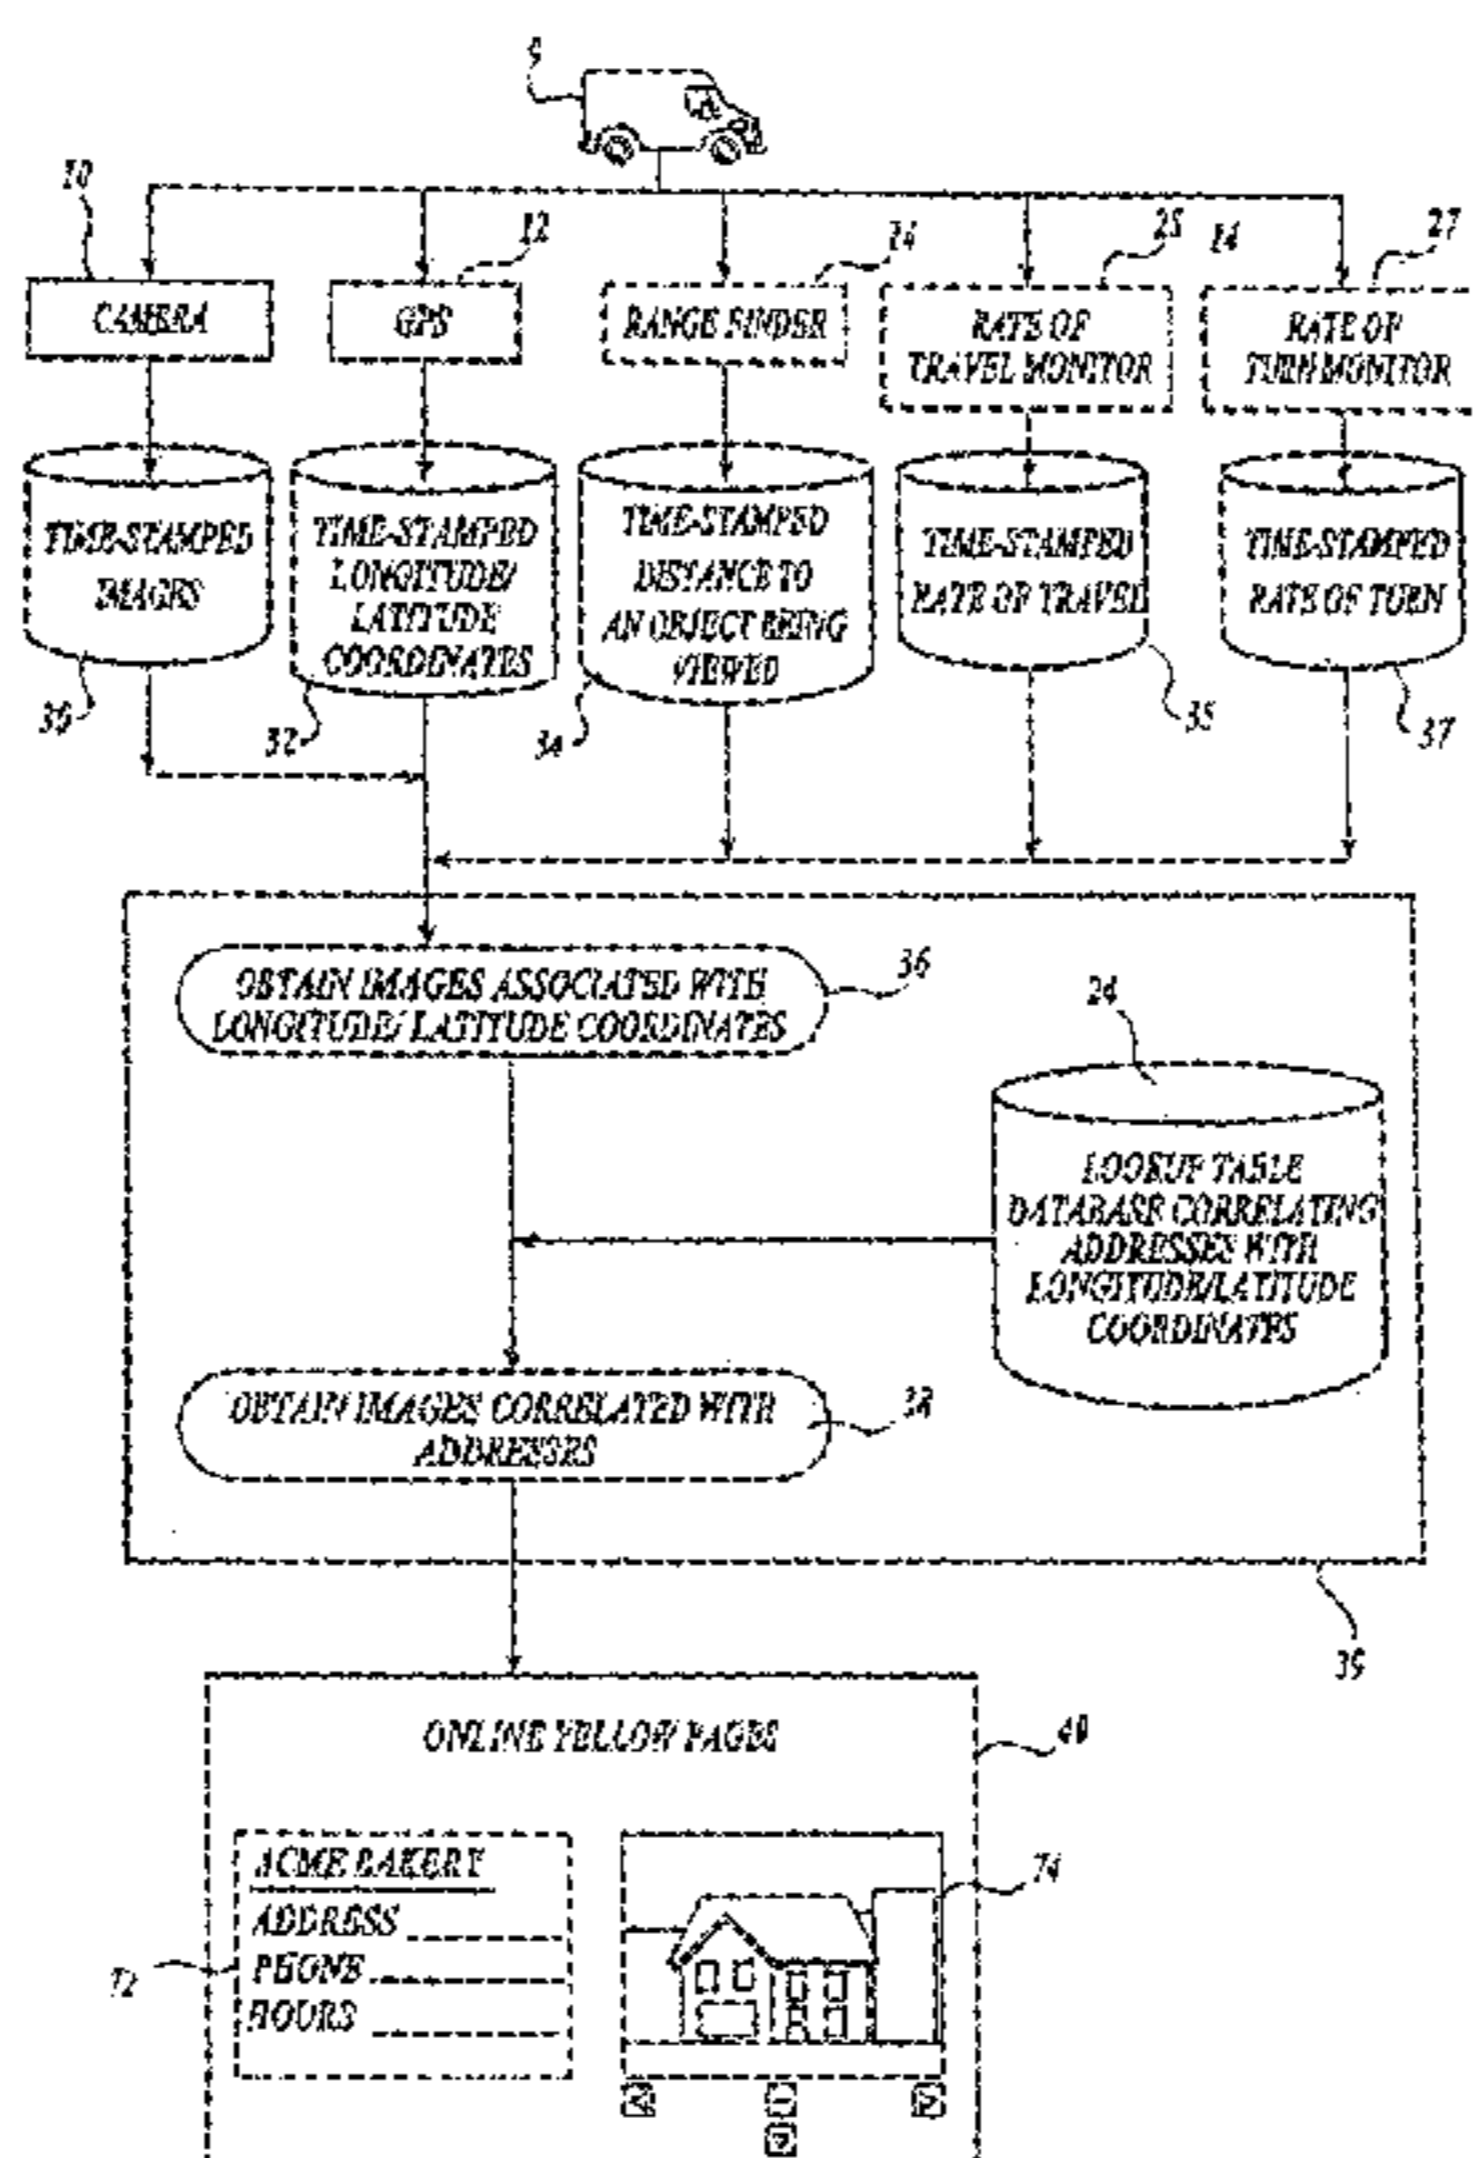 9
10
12
14
25
14
27
CAMERA
GPS
RANGE FINDER
RATE OF
TRAVEL MONITOR
RATE OF
TURN MONITOR
TIME-STAMPED
IMAGES
TIME-STAMPED
LONGITUDE/
LATITUDE
COORDINATES
TIME-STAMPED
DISTANCE TO
AN OBJECT BEING
VIEWED
TIME-STAMPED
RATE OF TRAVEL
TIME-STAMPED
RATE OF TURN
30
32
34
35
37
OBTAIN IMAGES ASSOCIATED WITH
LONGITUDE/ LATITUDE COORDINATES
36
24
LOOKUP TABLE
DATABASE CORRELATING
ADDRESSES WITH
LONGITUDE/LATITUDE
COORDINATES
OBTAIN IMAGES CORRELATED WITH
ADDRESSES
38
39
ONLINE YELLOW PAGES
40
ACME BAKERY
ADDRESS
PHONE
HOURS
72
74